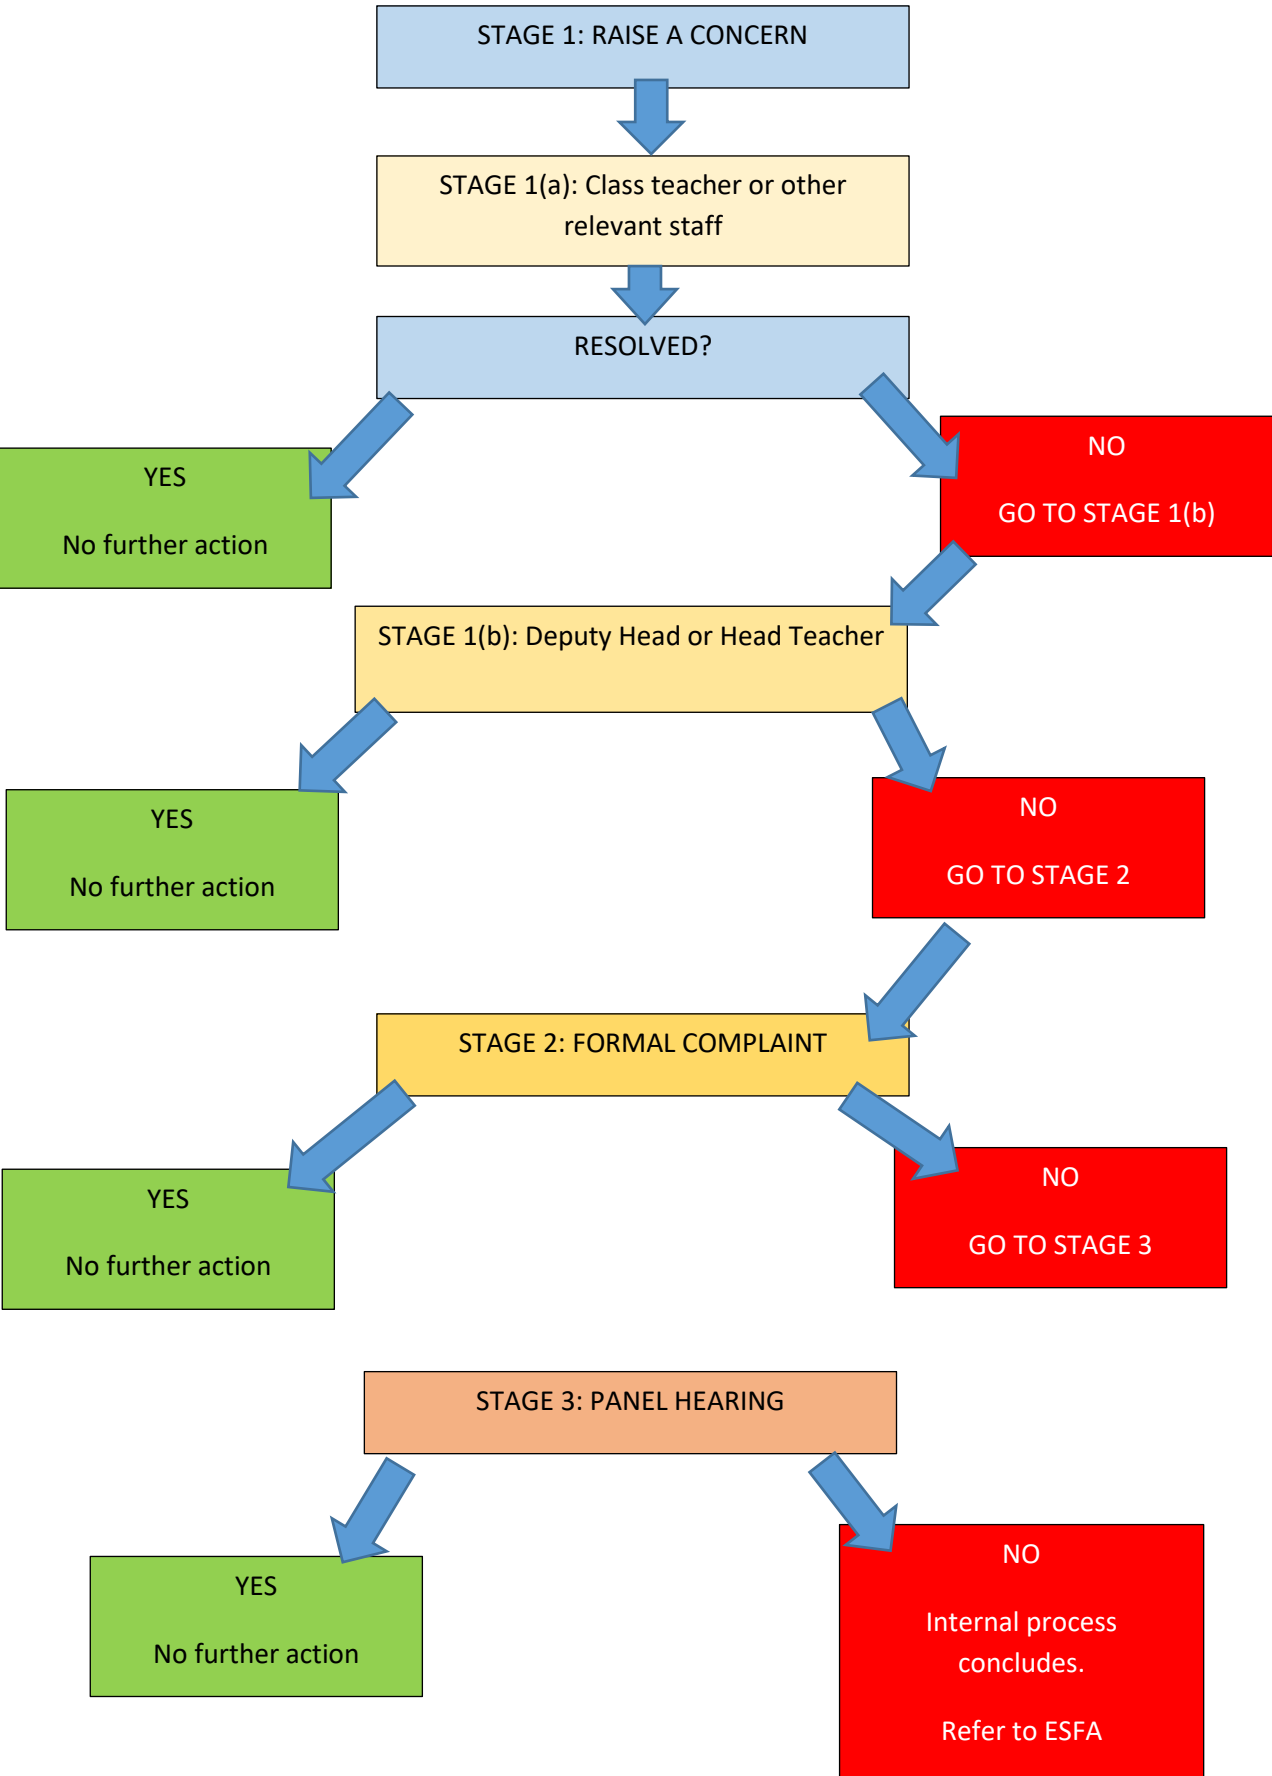 STAGE 1: RAISE A CONCERN
STAGE 1(a): Class teacher or other
relevant staff
RESOLVED?
YES
No further action
NO
GO TO STAGE 1(b)
STAGE 1(b): Deputy Head or Head Teacher
YES
No further action
NO
GO TO STAGE 2
STAGE 2: FORMAL COMPLAINT
YES
No further action
NO
GO TO STAGE 3
STAGE 3: PANEL HEARING
YES
No further action
NO
Internal process
concludes.
Refer to ESFA